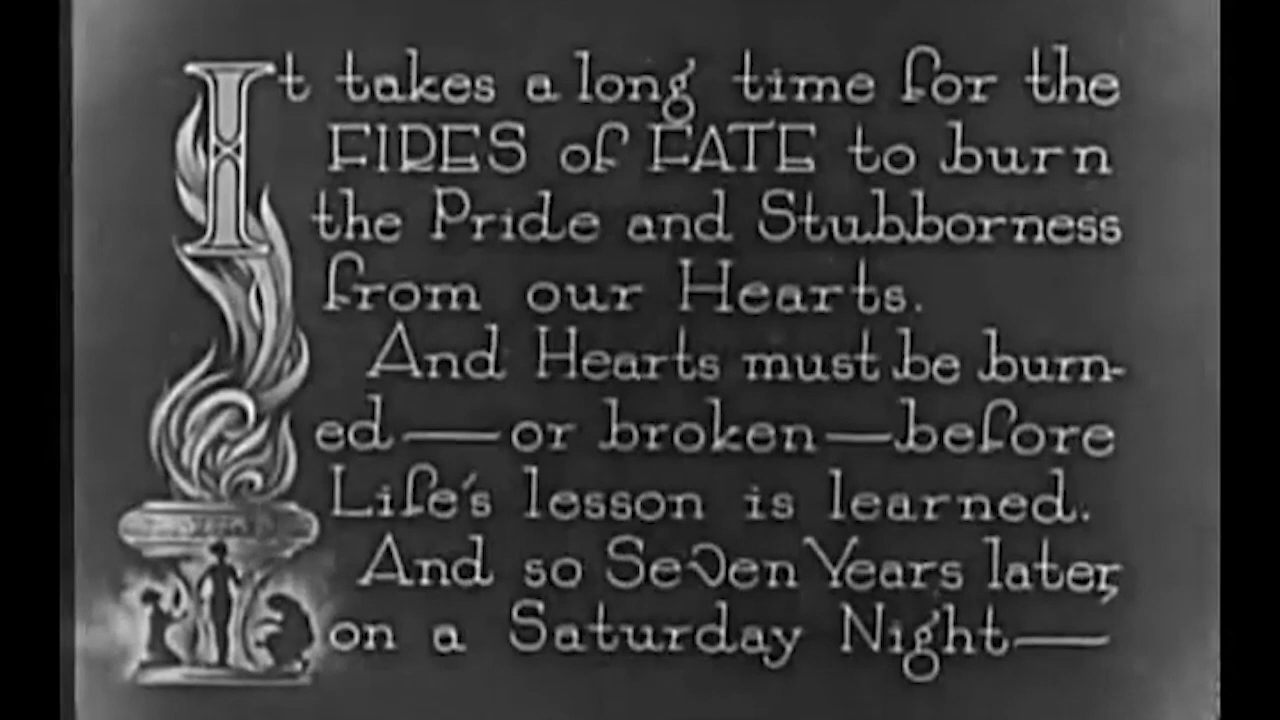 It takes a long time for the
FIRES of FATE to burn
the Pride and Stubborness
from our Hearts.
And Hearts must be burn-
ed — or broken — before
Life's lesson is learned.
And so Seven Years later,
on a Saturday Night —